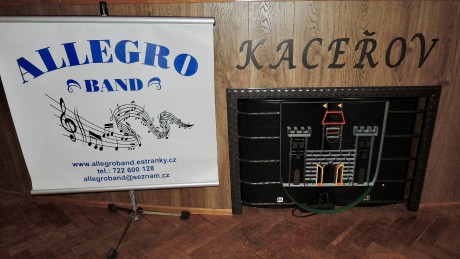 ALLEGRO
BAND
www.allegroband.estranky.cz
tel.: 722 600 128
allegroband@seznam.cz
KACEŘOV